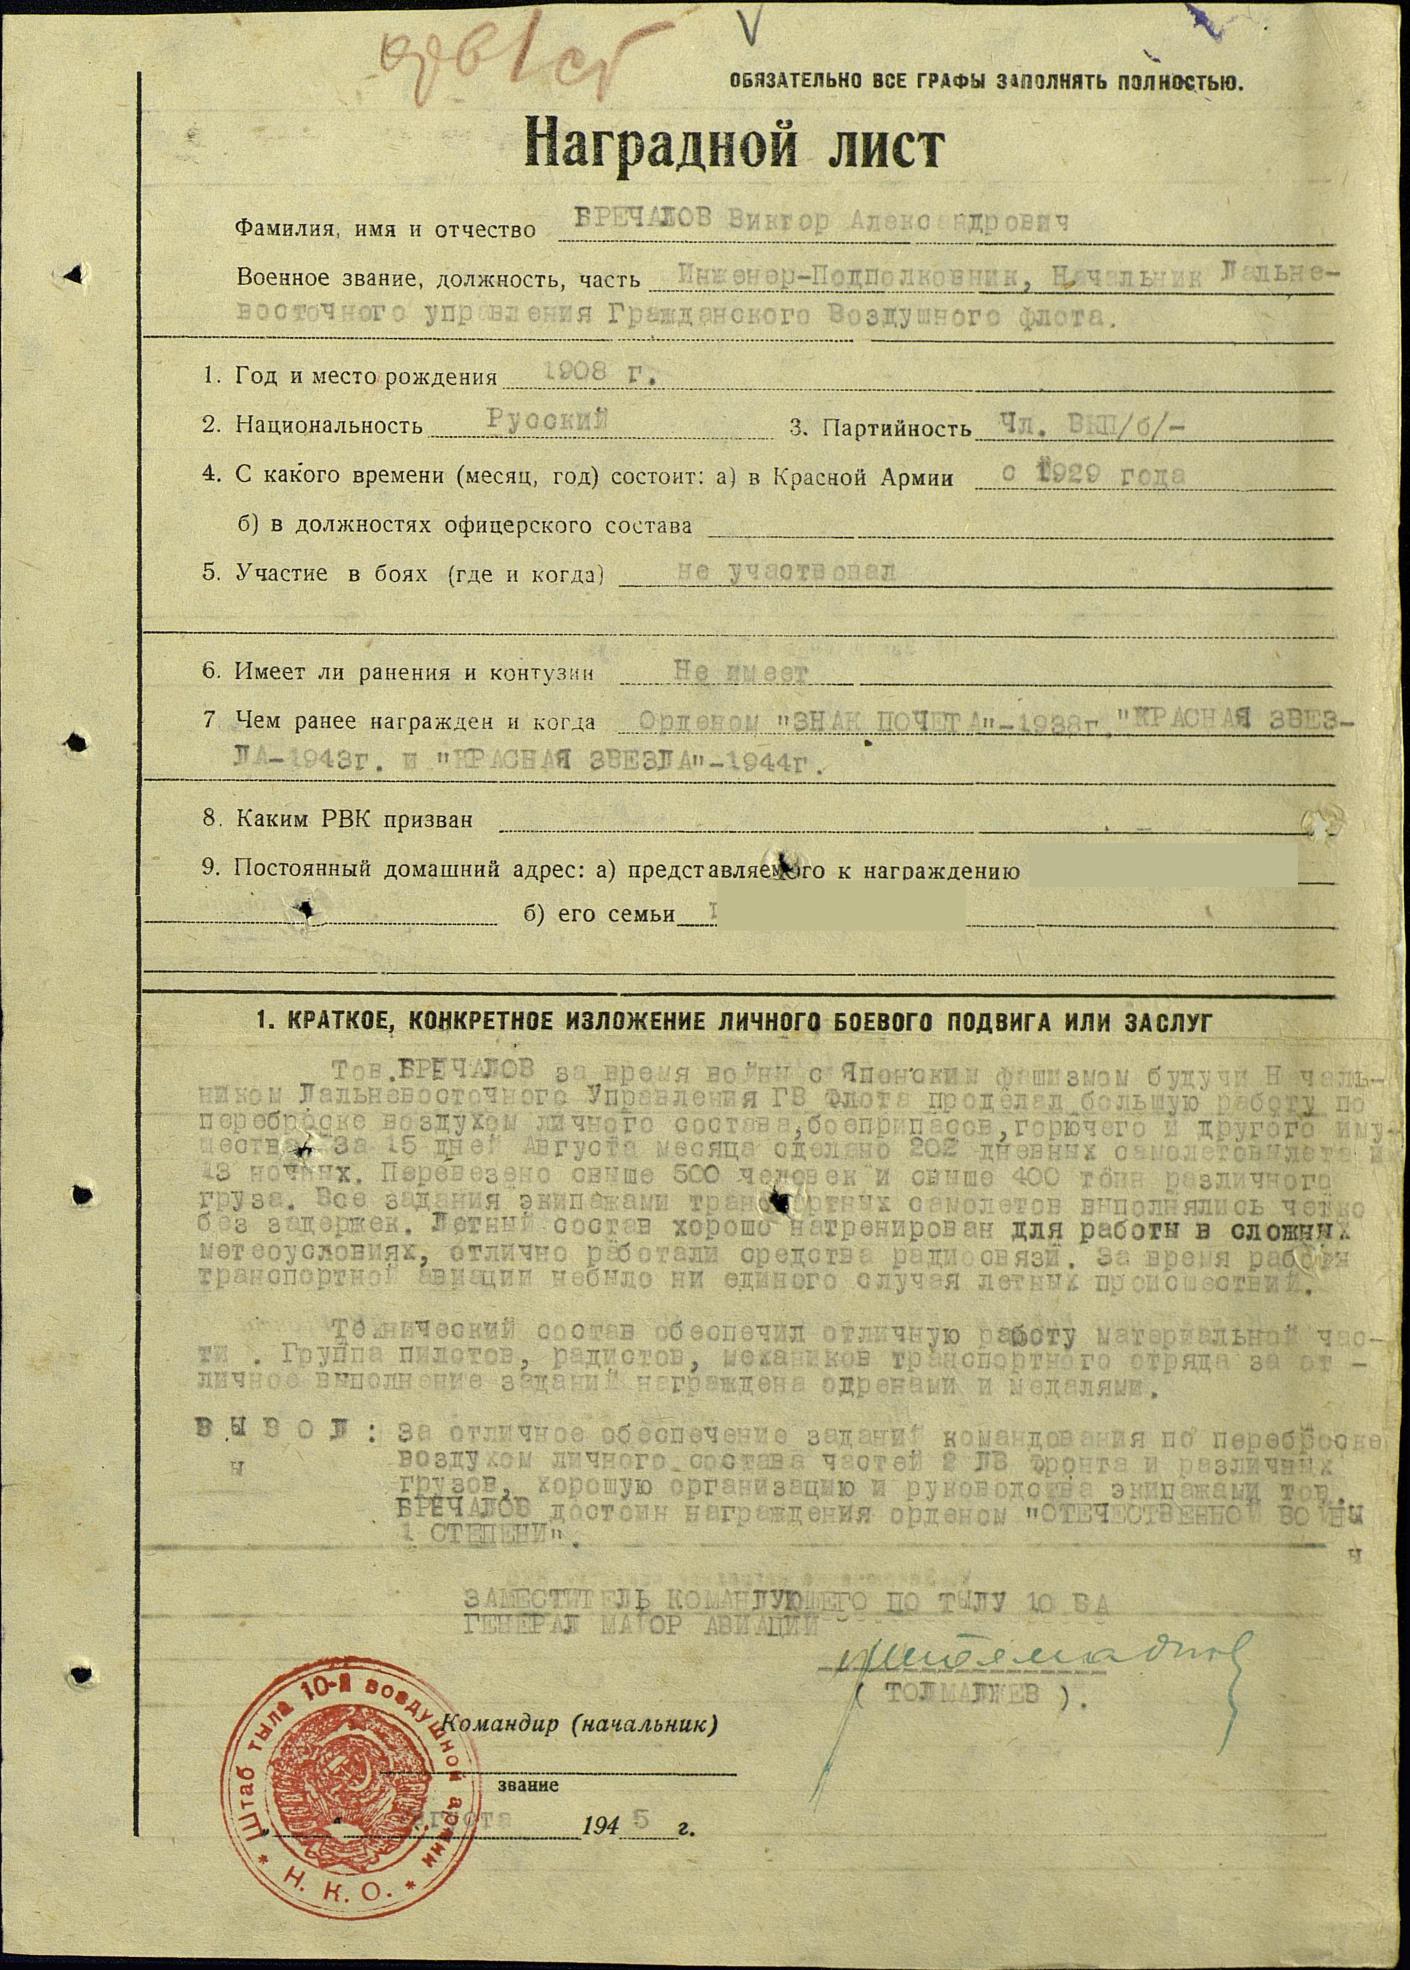 ОБЯЗАТЕЛЬНО ВСЕ ГРАФЫ ЗАПОЛНЯТЬ ПОЛНОСТЬЮ.
Наградной лист
Фамилия, имя и отчество БРЕЧАЛОВ Виктор Александрович
Военное звание, должность, часть Инженер-Подполковник, Начальник Дальне-
восточного управления Гражданского Воздушного флота.
1. Год и место рождения 1908 г.
2. Национальность Русский 3. Партийность Чл. ВКП/б/-
4. С какого времени (месяц, год) состоит: а) в Красной Армии с 1929 года
б) в должностях офицерского состава
5. Участие в боях (где и когда) не участвовал
6. Имеет ли ранения и контузии Не имеет
7 Чем ранее награжден и когда Орденом "ЗНАК ПОЧЕТА"-1938г. "КРАСНАЯ ЗВЕЗ-
ДА-1943г. и "КРАСНАЯ ЗВЕЗДА"-1944г.
8. Каким РВК призван
9. Постоянный домашний адрес: а) представляемого к награждению
б) его семьи
1. КРАТКОЕ, КОНКРЕТНОЕ ИЗЛОЖЕНИЕ ЛИЧНОГО БОЕВОГО ПОДВИГА ИЛИ ЗАСЛУГ
Тов.БРЕЧАЛОВ за время войны с Японским фашизмом будучи Началь-
ником Дальневосточного Управления ГВ Флота проделал большую работу по
переброске воздухом личного состава,боеприпасов,горючего и другого иму-
щества. За 15 дней Августа месяца сделано 202 дневных самолетовылета и
13 ночных. Перевезено свыше 500 человек и свыше 400 тонн различного
груза. Все задания экипажами транспортных самолетов выполнялись четко
без задержек. Летный состав хорошо натренирован для работы в сложных
метеоусловиях, отлично работали средства радиосвязи. За время работы
транспортной авиации небыло ни единого случая летных происшествий.
Технический состав обеспечил отличную работу материальной час-
ти . Группа пилотов, радистов, механиков транспортного отряда за от -
личное выполнение заданий награждена одренами и медалями.
ВЫВОД: За отличное обеспечение заданий командования по переброске
воздухом личного состава частей 2 ДВ Фронта и различных
грузов, хорошую организацию и руководства экипажами тов.
БРЕЧАЛОВ достоин награждения орденом "ОТЕЧЕСТВЕННОЙ ВОЙНЫ
1 СТЕПЕНИ".
ЗАМЕСТИТЕЛЬ КОМАНДУЮЩЕГО ПО ТЫЛУ 10 ВА
ГЕНЕРАЛ МАЙОР АВИАЦИИ
( ТОЛМАДЖЕВ ).
Командир (начальник)
звание
Августа 1945 г.
Штаб тыла 10-й воздушной армии
* Н. К. О. *